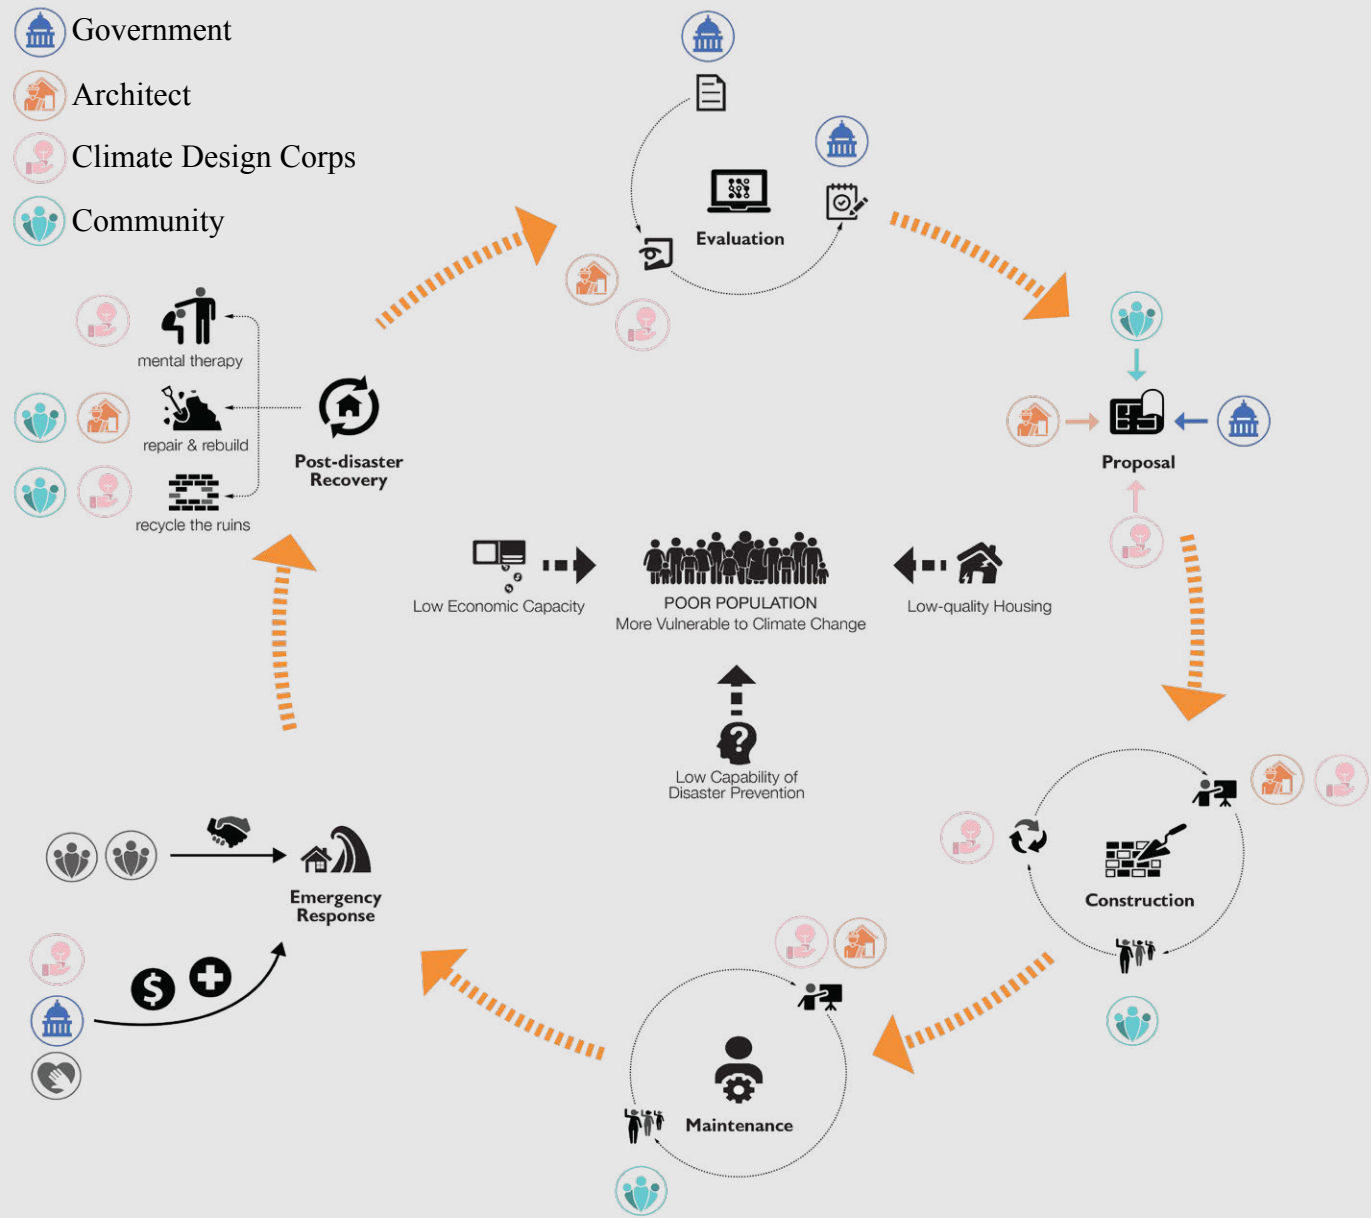 Government
Architect
Climate Design Corps
Community
Evaluation
mental therapy
repair & rebuild
recycle the ruins
Post-disaster
Recovery
Proposal
Low Economic Capacity
POOR POPULATION
More Vulnerable to Climate Change
Low-quality Housing
Low Capability of
Disaster Prevention
Emergency
Response
Construction
Maintenance